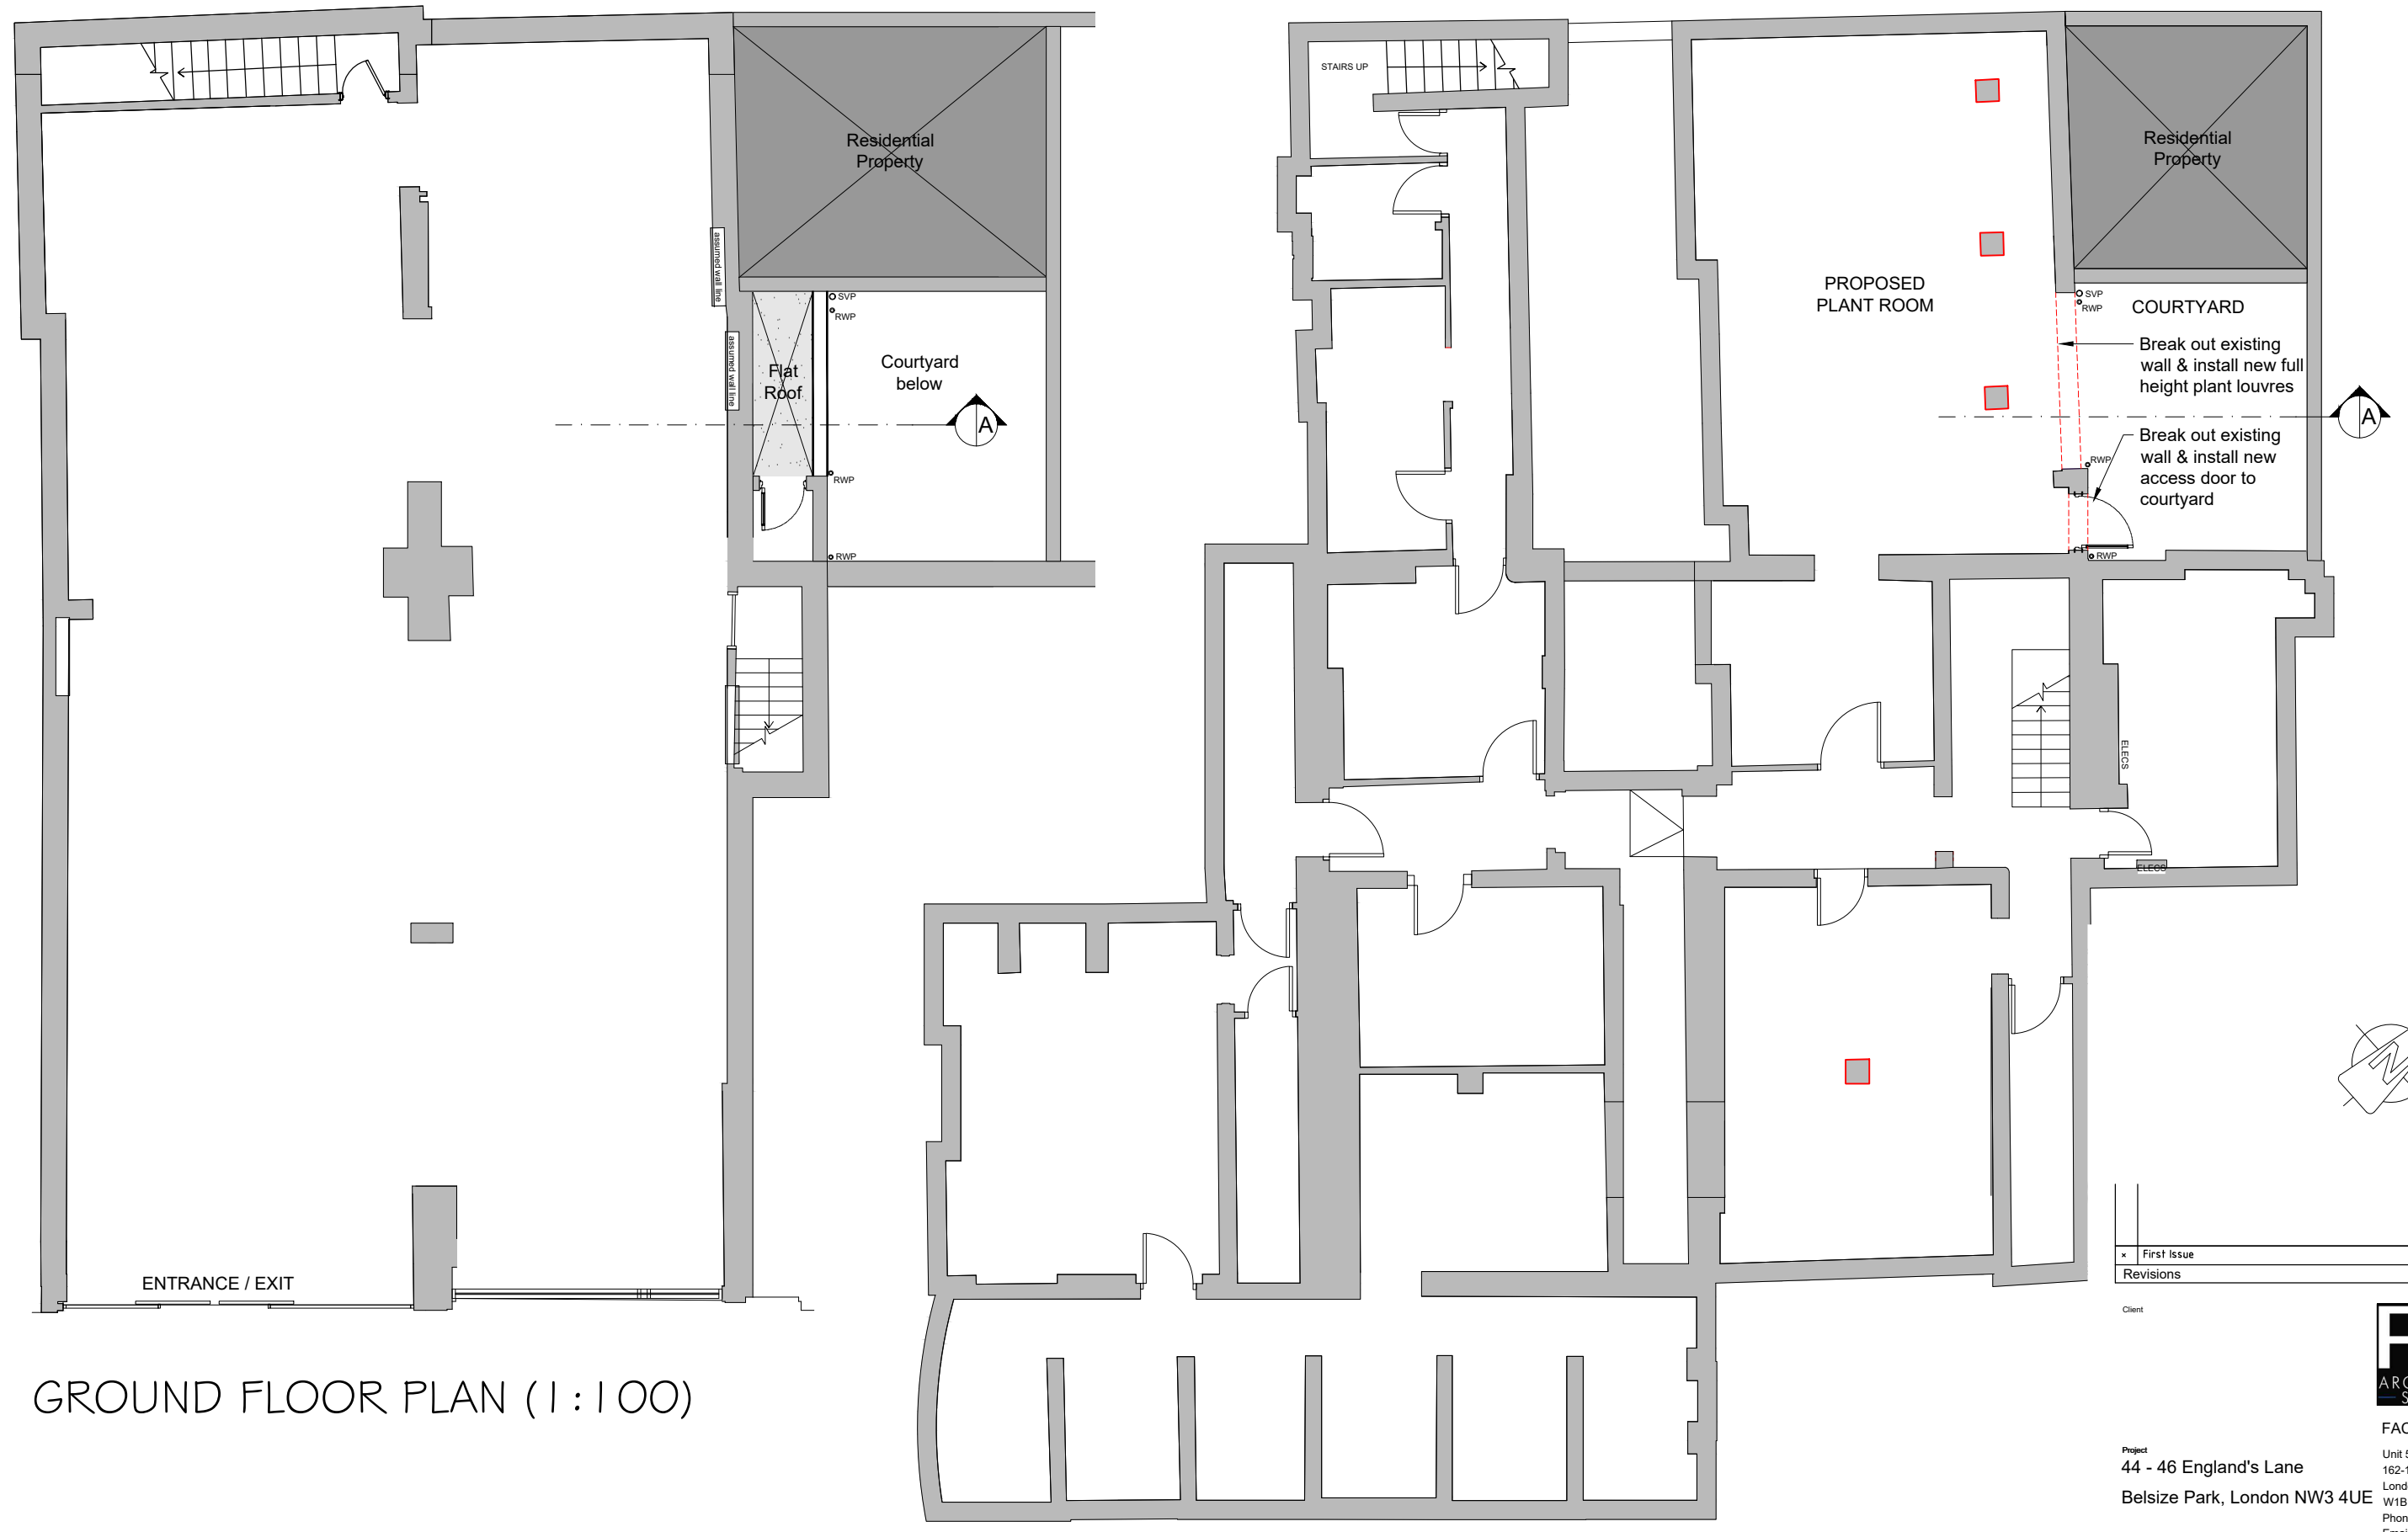 Residential
Property
assumed wall line
assumed wall line
SVP
RWP
Flat
Roof
Courtyard
below
A
RWP
RWP
ENTRANCE / EXIT
GROUND FLOOR PLAN (1:100)
STAIRS UP
PROPOSED
PLANT ROOM
Residential
Property
SVP
RWP
COURTYARD
Break out existing
wall & install new full
height plant louvres
A
Break out existing
wall & install new
access door to
courtyard
RWP
RWP
ELECS
ELECS
N
x First Issue
Revisions
Client
Project
44 - 46 England's Lane
Belsize Park, London NW3 4UE
W1B